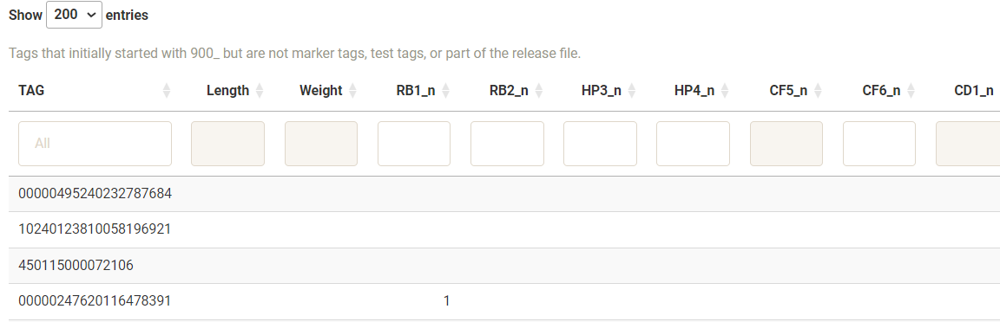 Show 200 entries
Tags that initially started with 900_ but are not marker tags, test tags, or part of the release file.
TAG Length Weight RB1_n RB2_n HP3_n HP4_n CF5_n CF6_n CD1_n
All
00000495240232787684
10240123810058196921
450115000072106
00000247620116478391 1